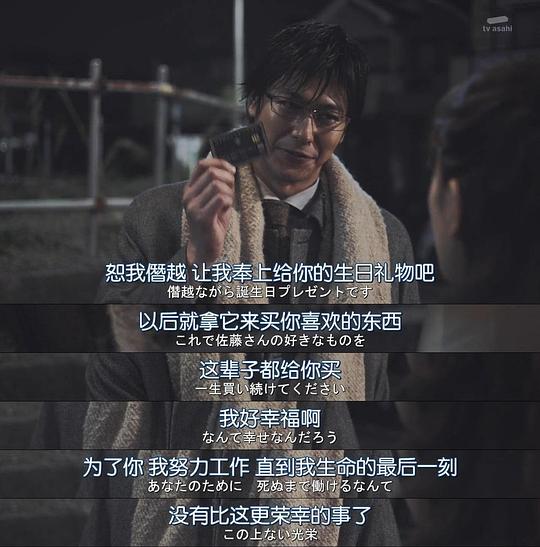 tv asahi
恕我僭越 让我奉上给你的生日礼物吧
僭越ながら誕生日プレゼントです
以后就拿它来买你喜欢的东西
これで佐藤さんの好きなものを
这辈子都给你买
一生買い続けてください
我好幸福啊
なんて幸せなんだろう
为了你 我努力工作 直到我生命的最后一刻
あなたのために 死ぬまで働けるなんて
没有比这更荣幸的事了
この上ない光栄